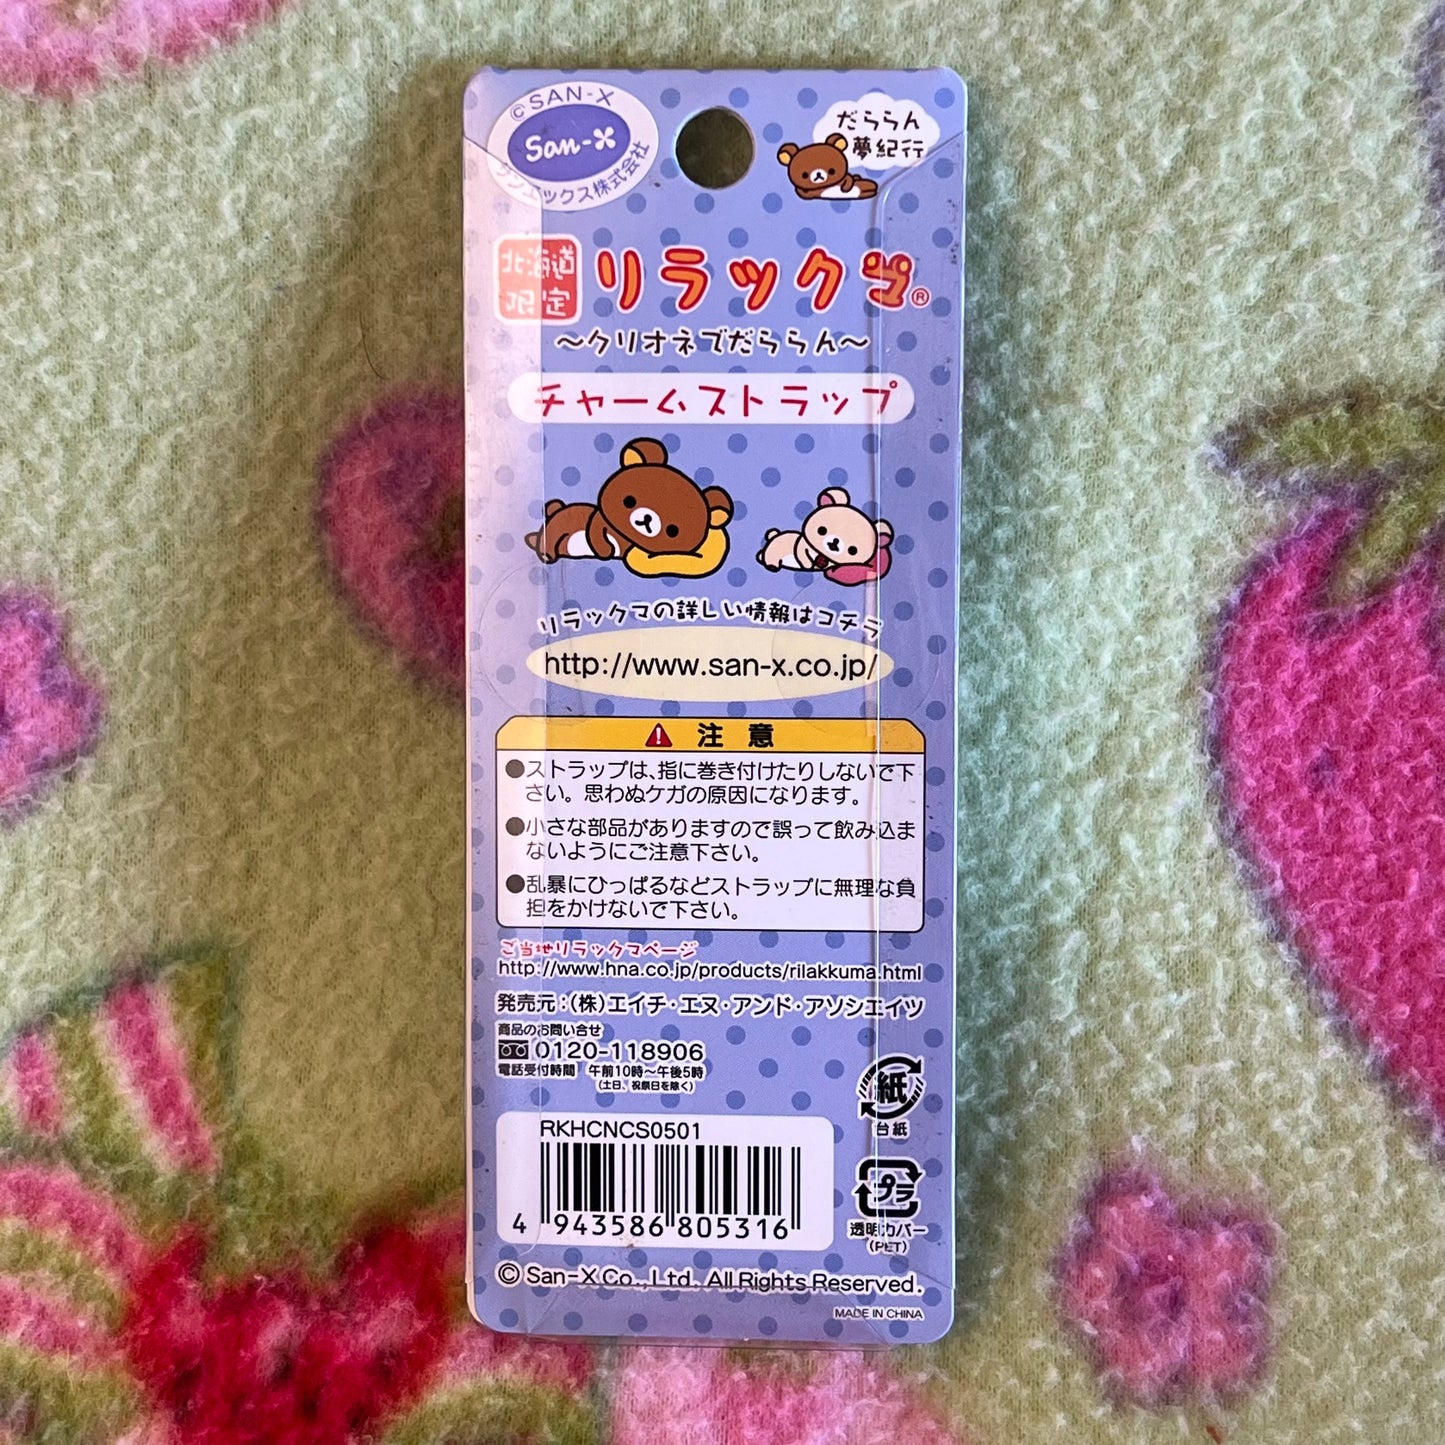 © SAN-X
San-X
サンエックス株式会社
だららん
夢紀行
北海道
限定
リラックマ®
～クリオネでだららん～
チャームストラップ
リラックマの詳しい情報はコチラ
http://www.san-x.co.jp/
注意
●ストラップは、指に巻き付けたりしないで下
さい。思わぬケガの原因になります。
●小さな部品がありますので誤って飲み込ま
ないようにご注意下さい。
●乱暴にひっぱるなどストラップに無理な負
担をかけないで下さい。
ご当地リラックマページ
http://www.hna.co.jp/products/rilakkuma.html
発売元:(株)エイチ・エヌ・アンド・アソシエイツ
商品のお問い合せ
0120-118906
電話受付時間 午前10時～午後5時
(土日、祝祭日を除く)
紙
台紙
RKHCNCS0501
4 943586 805316
プラ
透明カバー
(PET)
© San-X Co., Ltd. All Rights Reserved.
MADE IN CHINA